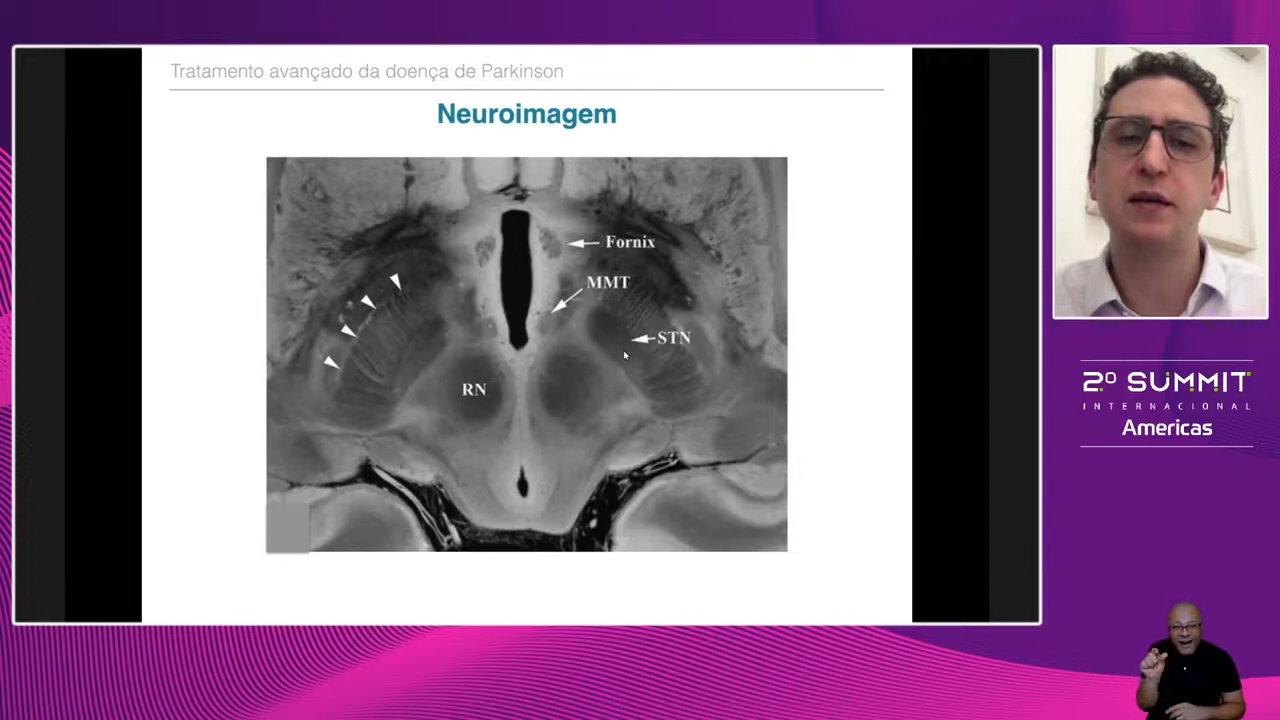 Tratamento avançado da doença de Parkinson
Neuroimagem
Fornix
MMT
STN
RN
2º SUMMIT
INTERNACIONAL
Americas